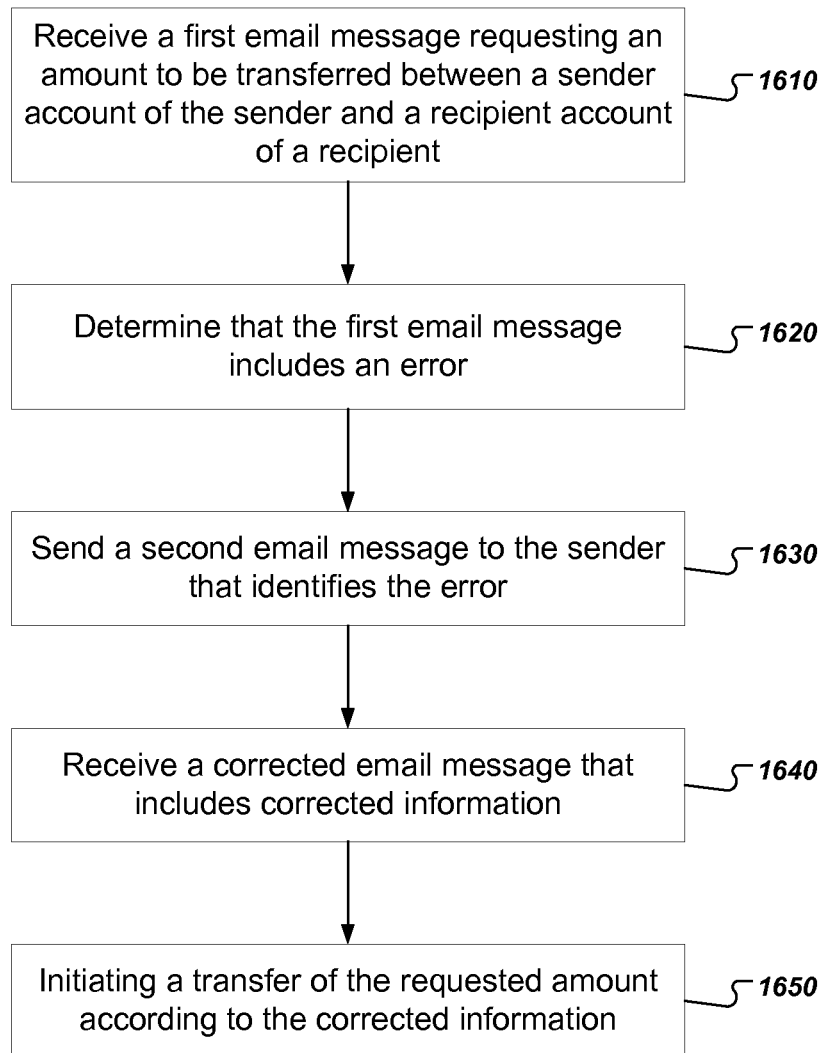 Receive a first email message requesting an
amount to be transferred between a sender
account of the sender and a recipient account
of a recipient
1610
Determine that the first email message
includes an error
1620
Send a second email message to the sender
that identifies the error
1630
Receive a corrected email message that
includes corrected information
1640
Initiating a transfer of the requested amount
according to the corrected information
1650